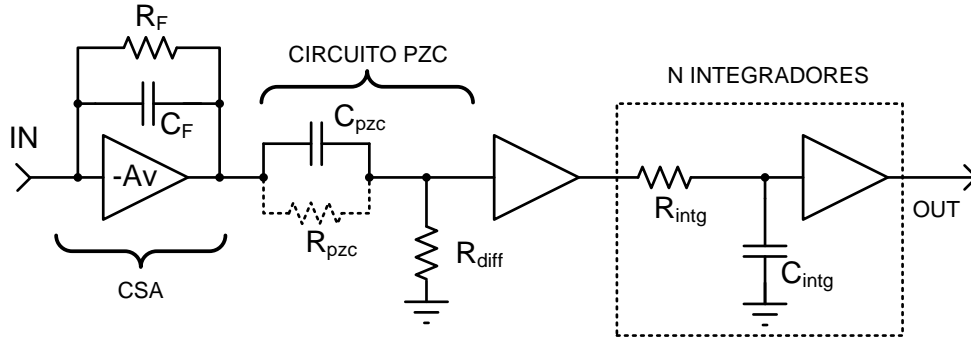 R_F
CIRCUITO PZC
N INTEGRADORES
C_F
C_pzc
IN
-Av
R_pzc
R_diff
R_intg
OUT
C_intg
CSA